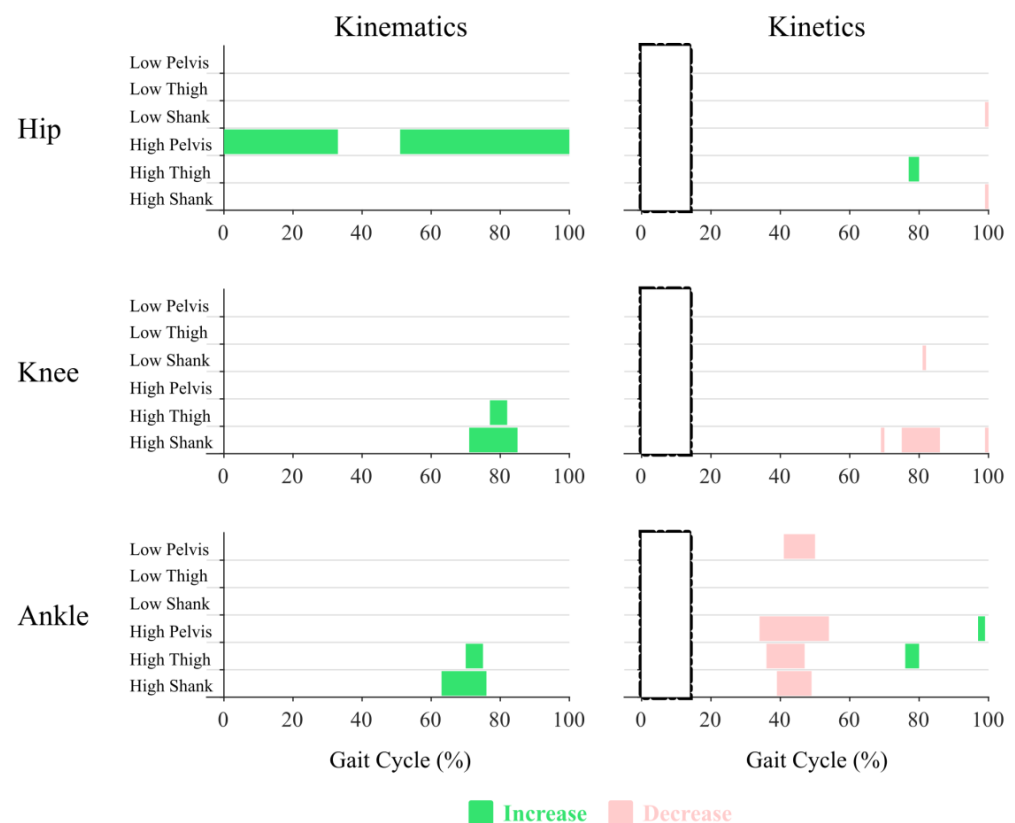 Kinematics Kinetics
Hip
Low Pelvis
Low Thigh
Low Shank
High Pelvis
High Thigh
High Shank
0 20 40 60 80 100 0 20 40 60 80 100
Knee
Low Pelvis
Low Thigh
Low Shank
High Pelvis
High Thigh
High Shank
0 20 40 60 80 100 0 20 40 60 80 100
Ankle
Low Pelvis
Low Thigh
Low Shank
High Pelvis
High Thigh
High Shank
0 20 40 60 80 100 0 20 40 60 80 100
Gait Cycle (%) Gait Cycle (%)
Increase Decrease